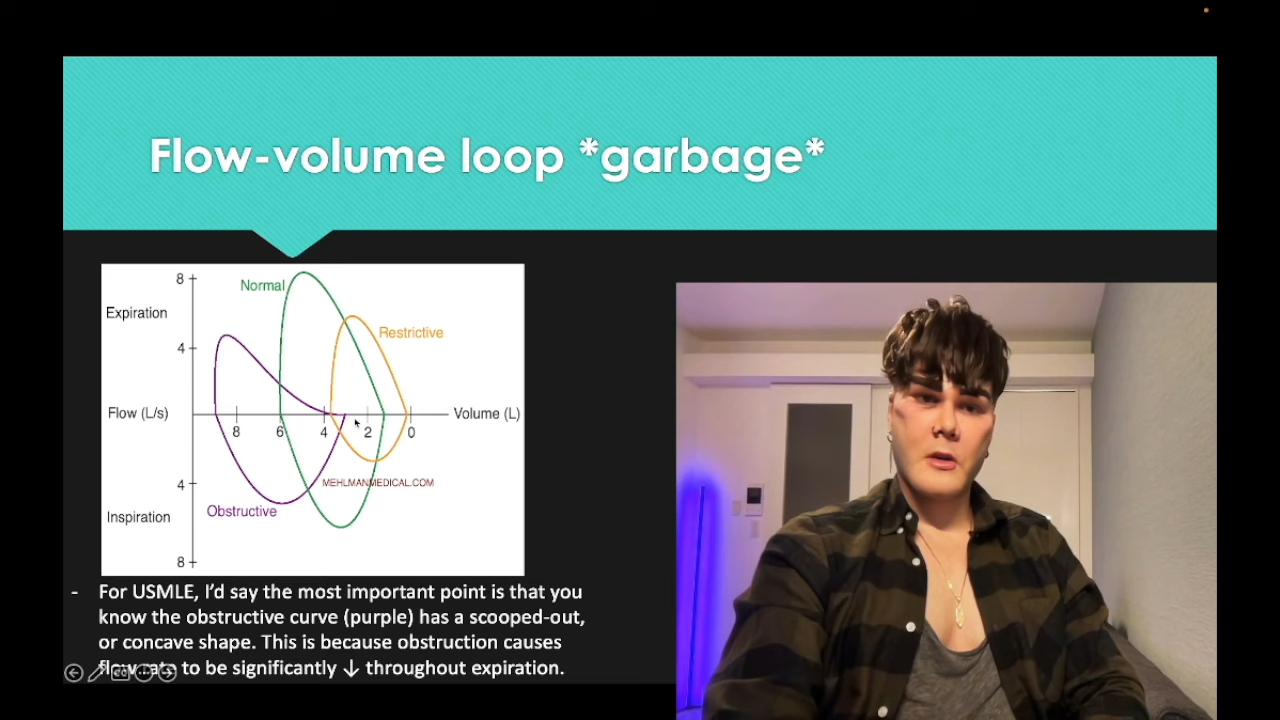 Flow-volume loop *garbage*
8
Normal
Expiration
Restrictive
4
Flow (L/s)
Volume (L)
8 6 4 2 0
4
MEHLMANMEDICAL.COM
Obstructive
Inspiration
8
- For USMLE, I’d say the most important point is that you
know the obstructive curve (purple) has a scooped-out,
or concave shape. This is because obstruction causes
flow rate to be significantly ↓ throughout expiration.